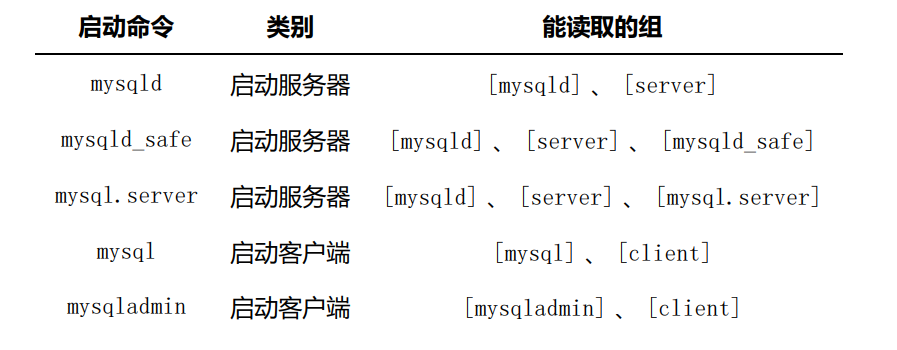 启动命令 类别 能读取的组
mysqld 启动服务器 [mysqld] 、 [server]
mysqld_safe 启动服务器 [mysqld] 、 [server] 、 [mysqld_safe]
mysql.server 启动服务器 [mysqld] 、 [server] 、 [mysql.server]
mysql 启动客户端 [mysql] 、 [client]
mysqladmin 启动客户端 [mysqladmin] 、 [client]